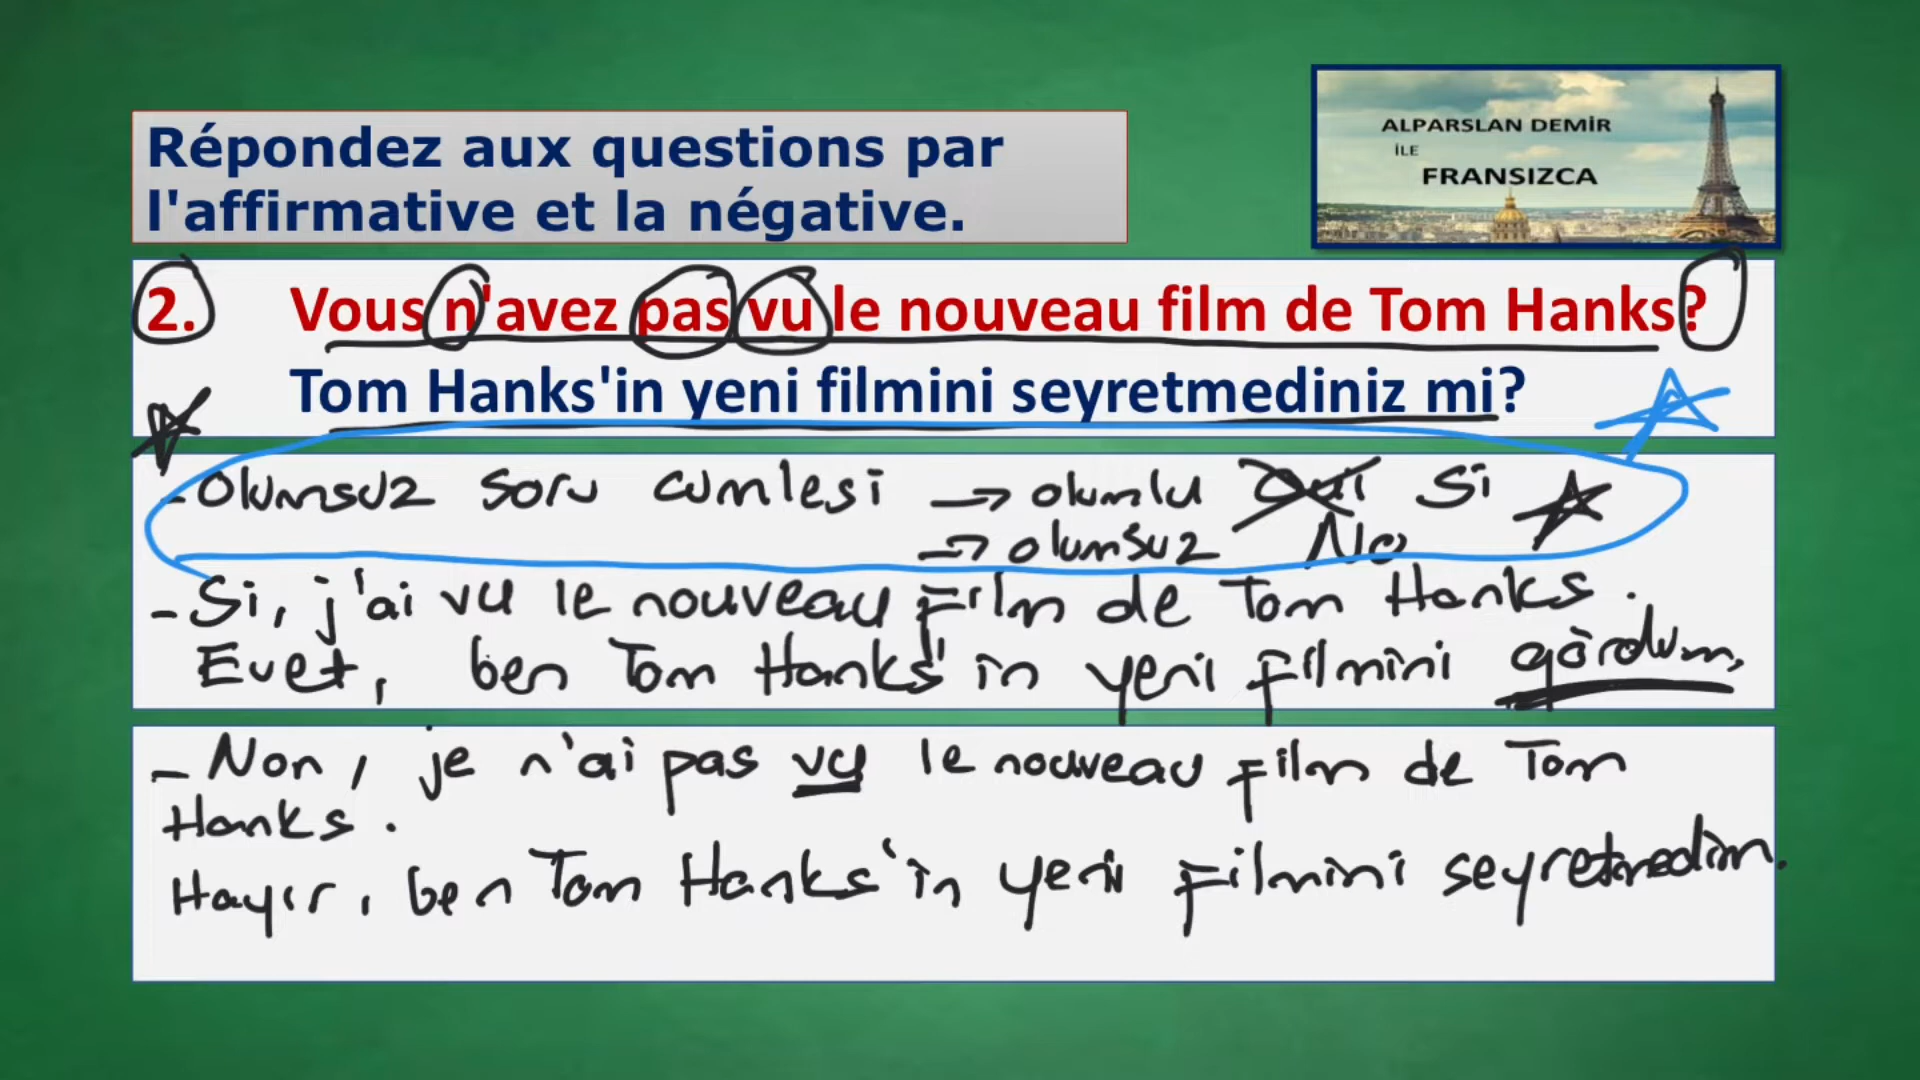 Répondez aux questions par
l'affirmative et la négative.
ALPARSLAN DEMİR
İLE
FRANSIZCA
2. Vous n'avez pas vu le nouveau film de Tom Hanks?
Tom Hanks'in yeni filmini seyretmediniz mi?
- Olumsuz soru cümlesi → olumlu Oui Si
→ olumsuz No
- Si, j'ai vu le nouveau film de Tom Hanks.
Evet, ben Tom Hanks'in yeni filmini gördüm,
- Non, je n'ai pas vu le nouveau film de Tom
Hanks.
Hayır, ben Tom Hanks'in yeni filmini seyretmedim.